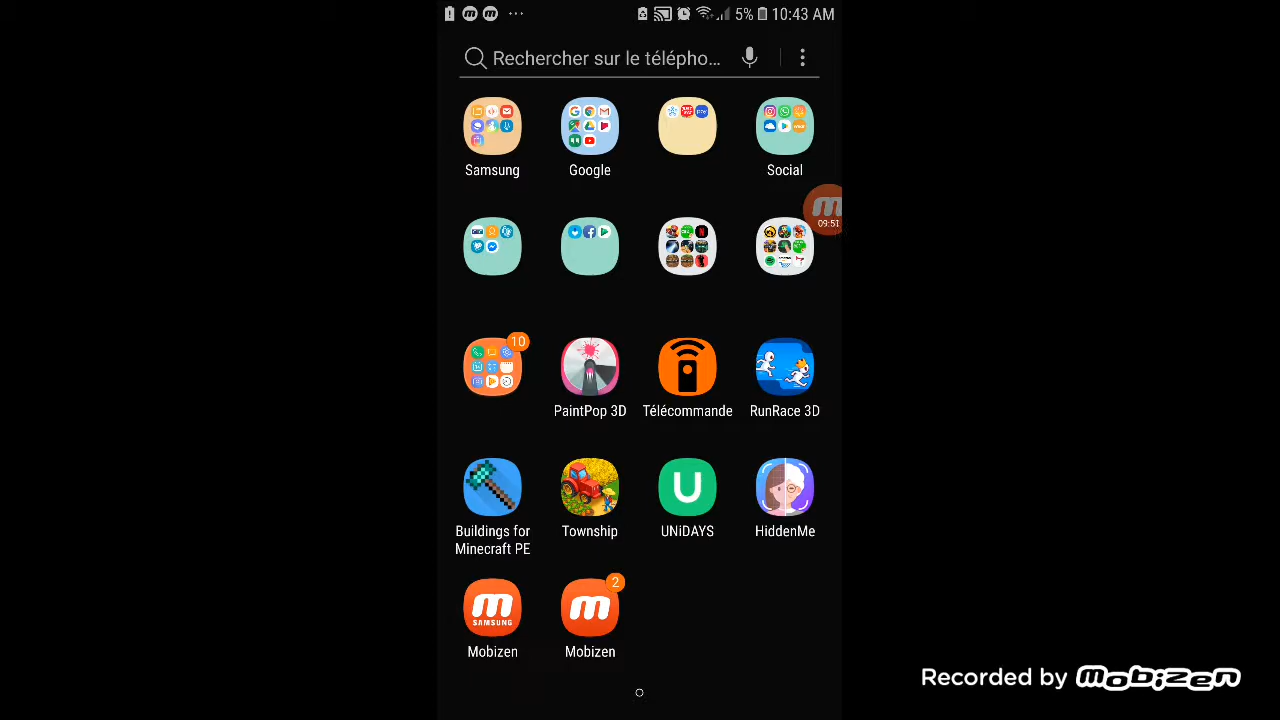 5% 10:43 AM
Rechercher sur le télépho...
Samsung Google Social
09:51
10
PaintPop 3D Télécommande RunRace 3D
U
Buildings for Minecraft PE Township UNiDAYS HiddenMe
2
m SAMSUNG m
Mobizen Mobizen
Recorded by mobizen